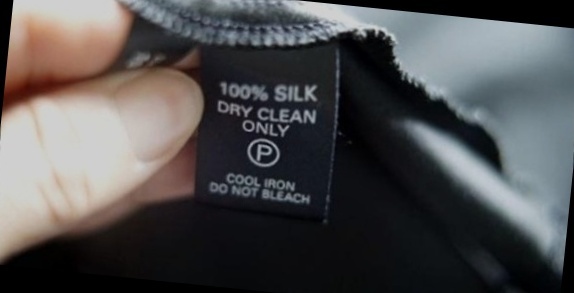 100% SILK
DRY CLEAN
ONLY
P
COOL IRON
DO NOT BLEACH